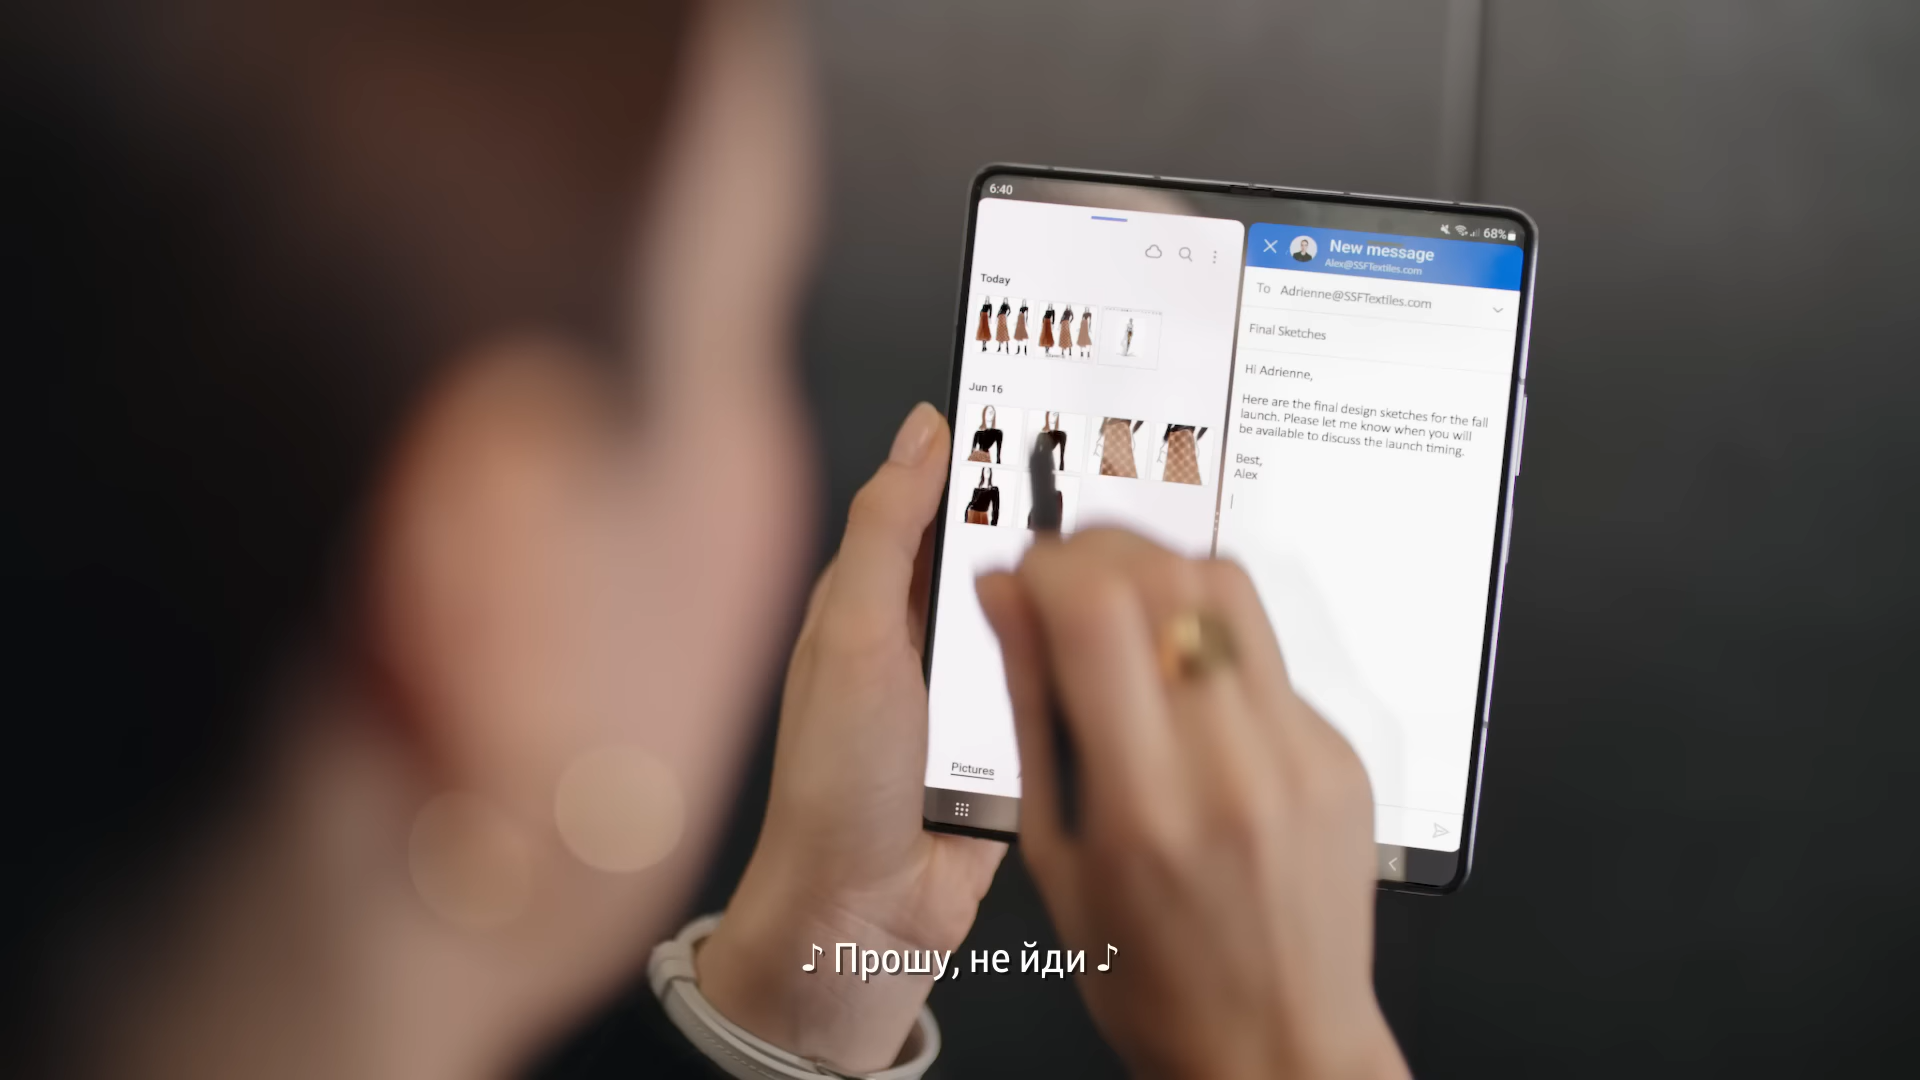 6:40
68%
Today
Jun 16
Pictures
New message
Alex@SSFTextiles.com
To Adrienne@SSFTextiles.com
Final Sketches
Hi Adrienne,
Here are the final design sketches for the fall
launch. Please let me know when you will
be available to discuss the launch timing.
Best,
Alex
♪ Прошу, не йди ♪